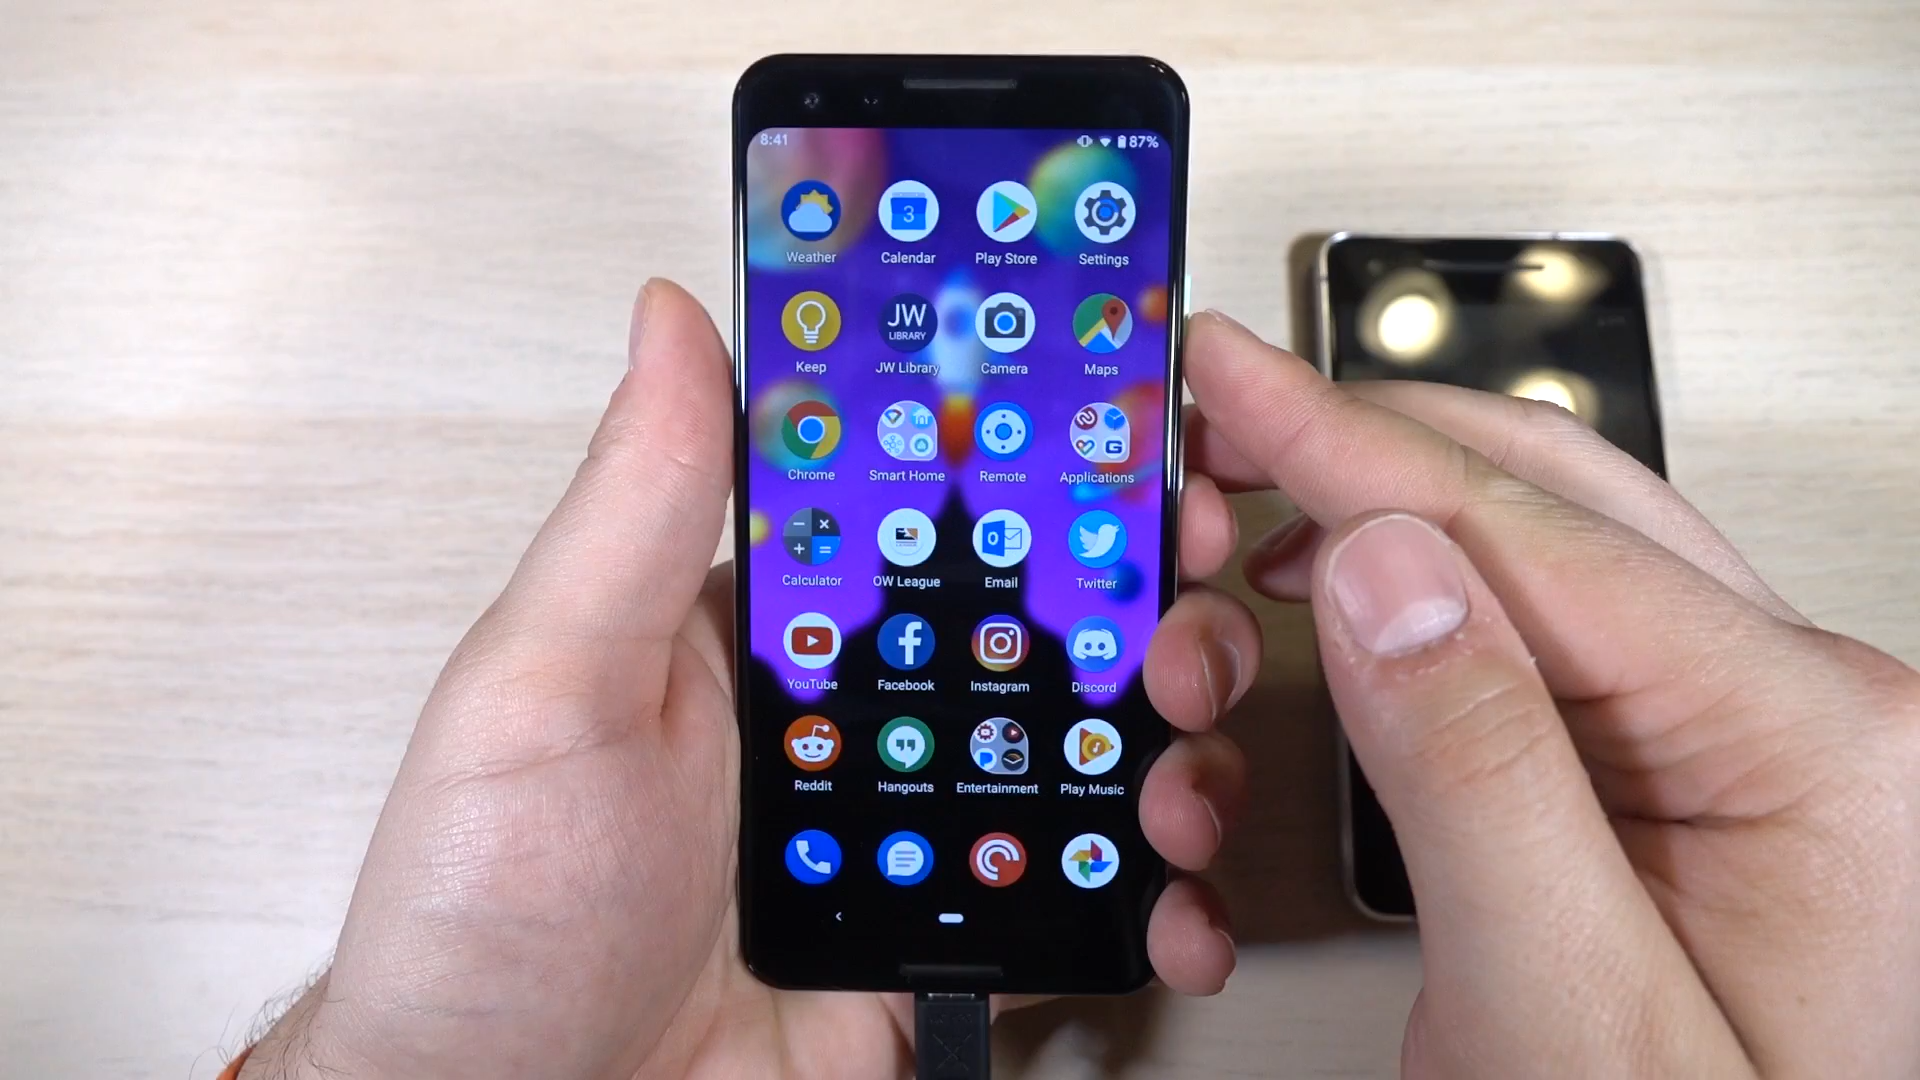 8:41 87%
Weather Calendar Play Store Settings
3
JW
LIBRARY
Keep JW Library Camera Maps
G
Chrome Smart Home Remote Applications
O
Calculator OW League Email Twitter
YouTube Facebook Instagram Discord
Reddit Hangouts Entertainment Play Music